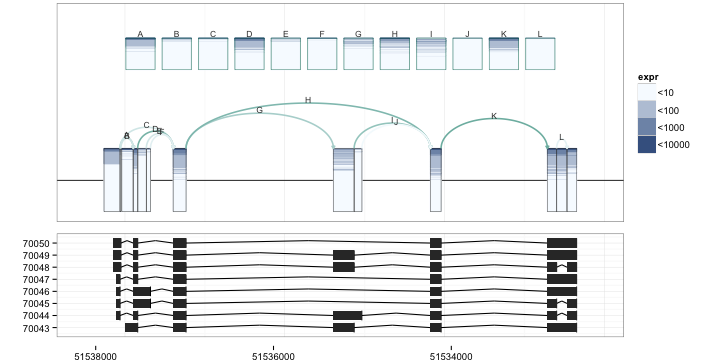 A B C D E F G H I J K L
expr
<10
<100
<1000
<10000
H
G
C
D
I J
K
L
70050
70049
70048
70047
70046
70045
70044
70043
51538000 51536000 51534000